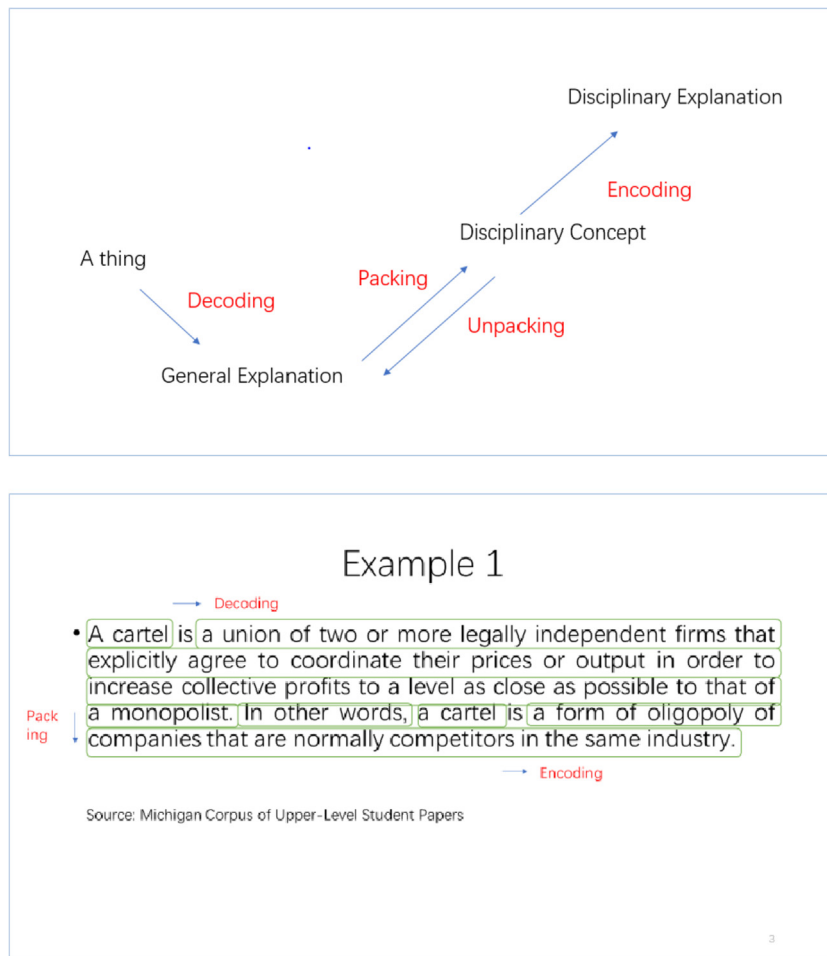 Disciplinary Explanation
Encoding
Disciplinary Concept
A thing
Packing
Decoding
Unpacking
General Explanation
Example 1
Decoding
• A cartel is a union of two or more legally independent firms that
explicitly agree to coordinate their prices or output in order to
increase collective profits to a level as close as possible to that of
a monopolist. In other words, a cartel is a form of oligopoly of
companies that are normally competitors in the same industry.
Pack
ing
Encoding
Source: Michigan Corpus of Upper-Level Student Papers
3